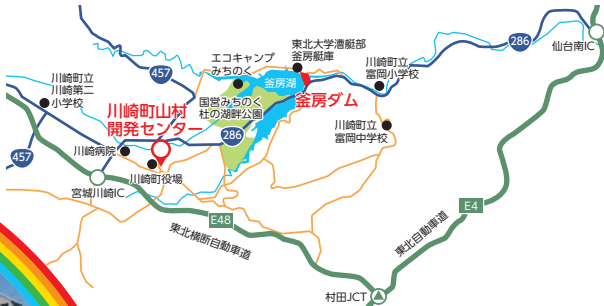 286
仙台南IC
東北大学漕艇部
釜房艇庫
エコキャンプ
みちのく
川崎町立
富岡小学校
457
釜房湖
川崎町立
川崎第二
小学校
釜房ダム
国営みちのく
杜の湖畔公園
川崎町山村
開発センター
川崎町立
富岡中学校
286
川崎病院
457
川崎町役場
宮城川崎IC
E4
E48
東北横断自動車道
東北自動車道
村田JCT